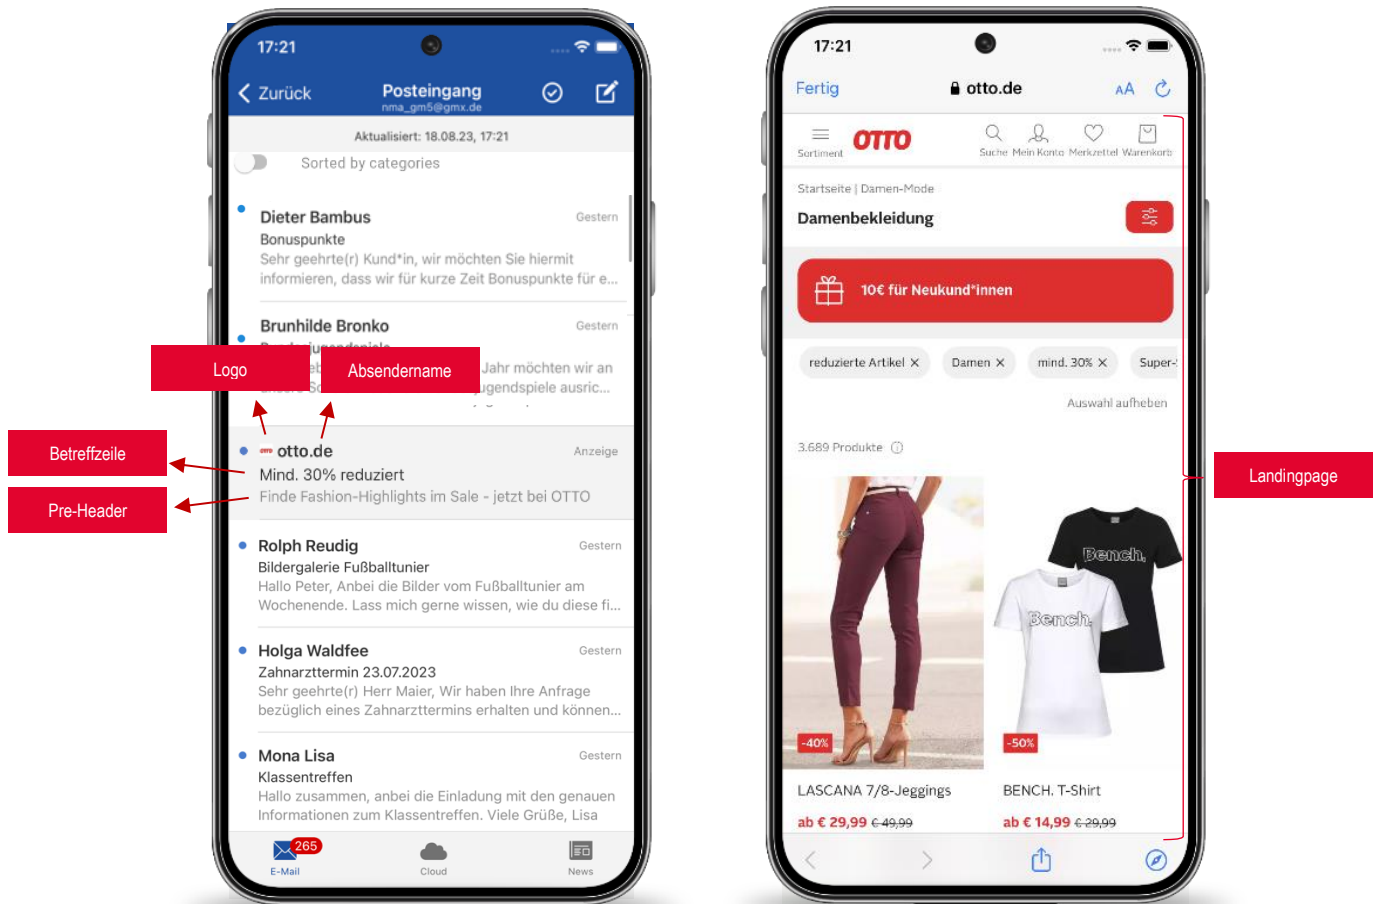 17:21
Zurück
Posteingang
nma_gm5@gmx.de
Aktualisiert: 18.08.23, 17:21
Sorted by categories
Dieter Bambus
Gestern
Bonuspunkte
Sehr geehrte(r) Kund*in, wir möchten Sie hiermit
informieren, dass wir für kurze Zeit Bonuspunkte für e...
Brunhilde Bronko
Gestern
Jahr möchten wir an
jugendspiele ausric...
Logo
Absendername
Betreffzeile
Pre-Header
otto.de
Anzeige
Mind. 30% reduziert
Finde Fashion-Highlights im Sale - jetzt bei OTTO
Rolph Reudig
Gestern
Bildergalerie Fußballtunier
Hallo Peter, Anbei die Bilder vom Fußballtunier am
Wochenende. Lass mich gerne wissen, wie du diese fi...
Holga Waldfee
Gestern
Zahnarzttermin 23.07.2023
Sehr geehrte(r) Herr Maier, Wir haben Ihre Anfrage
bezüglich eines Zahnarzttermins erhalten und können...
Mona Lisa
Gestern
Klassentreffen
Hallo zusammen, anbei die Einladung mit den genauen
Informationen zum Klassentreffen. Viele Grüße, Lisa
265
E-Mail
Cloud
News
17:21
Fertig
otto.de
AA
Sortiment
OTTO
Suche Mein Konto Merkzettel Warenkorb
Startseite | Damen-Mode
Damenbekleidung
10€ für Neukund*innen
reduzierte Artikel ✕
Damen ✕
mind. 30% ✕
Super-
Auswahl aufheben
3.689 Produkte
Landingpage
Bench.
Bench.
-40%
-50%
LASCANA 7/8-Jeggings
BENCH. T-Shirt
ab € 29,99 € 49,99
ab € 14,99 € 29,99